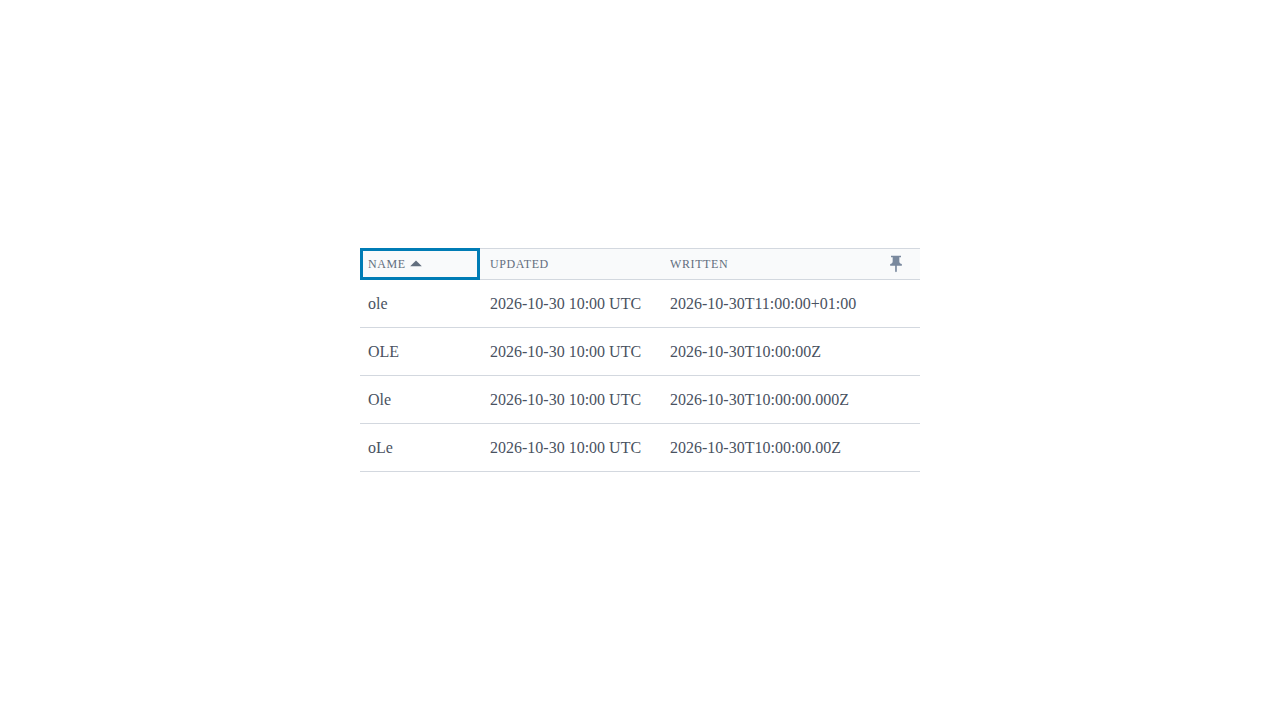 NAME UPDATED WRITTEN
ole 2026-10-30 10:00 UTC 2026-10-30T11:00:00+01:00
OLE 2026-10-30 10:00 UTC 2026-10-30T10:00:00Z
Ole 2026-10-30 10:00 UTC 2026-10-30T10:00:00.000Z
oLe 2026-10-30 10:00 UTC 2026-10-30T10:00:00.00Z